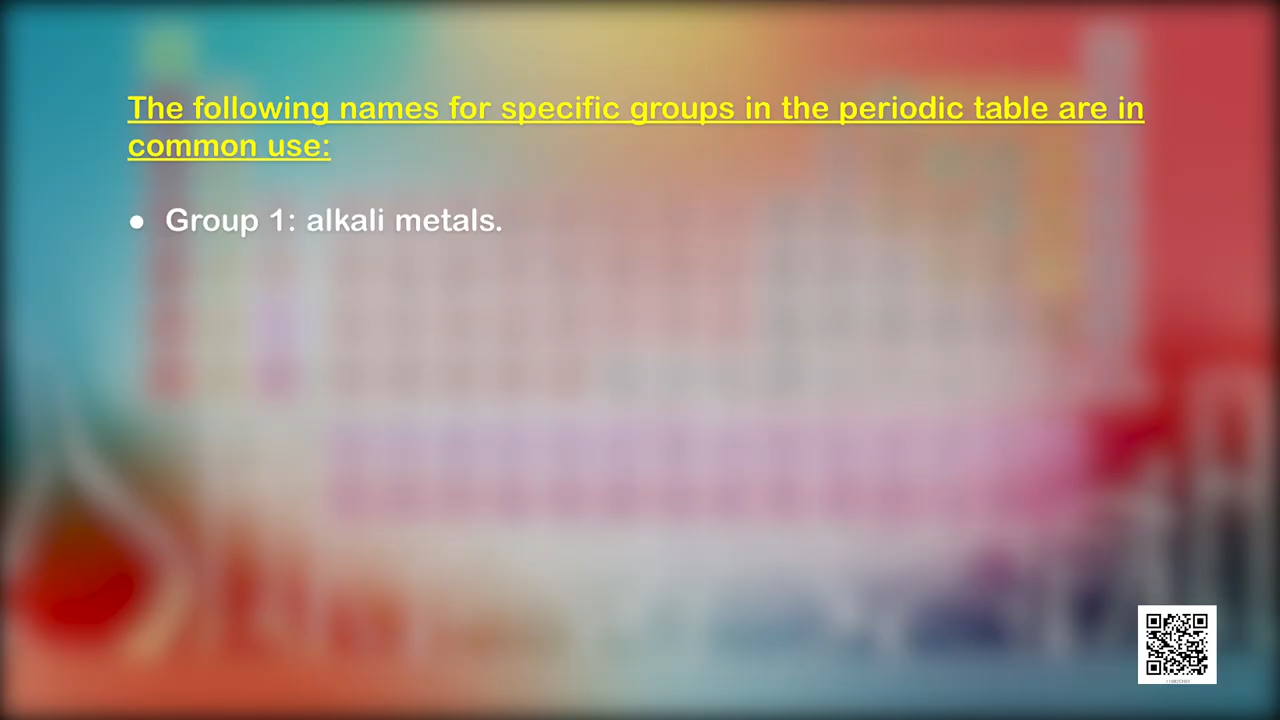 The following names for specific groups in the periodic table are in
common use:
● Group 1: alkali metals.